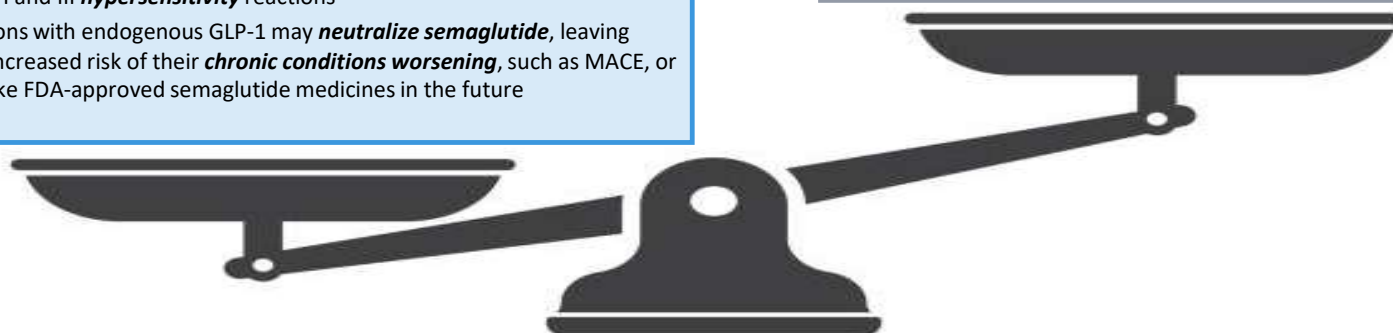 and III hypersensitivity reactions
ons with endogenous GLP-1 may neutralize semaglutide, leaving
ncreased risk of their chronic conditions worsening, such as MACE, or
ke FDA-approved semaglutide medicines in the future